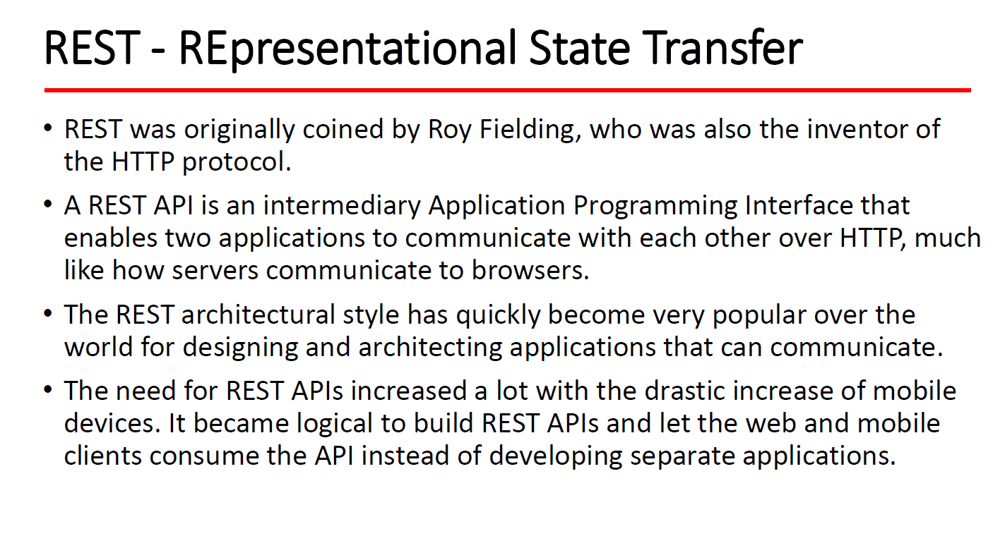 REST - REpresentational State Transfer
• REST was originally coined by Roy Fielding, who was also the inventor of
the HTTP protocol.
• A REST API is an intermediary Application Programming Interface that
enables two applications to communicate with each other over HTTP, much
like how servers communicate to browsers.
• The REST architectural style has quickly become very popular over the
world for designing and architecting applications that can communicate.
• The need for REST APIs increased a lot with the drastic increase of mobile
devices. It became logical to build REST APIs and let the web and mobile
clients consume the API instead of developing separate applications.